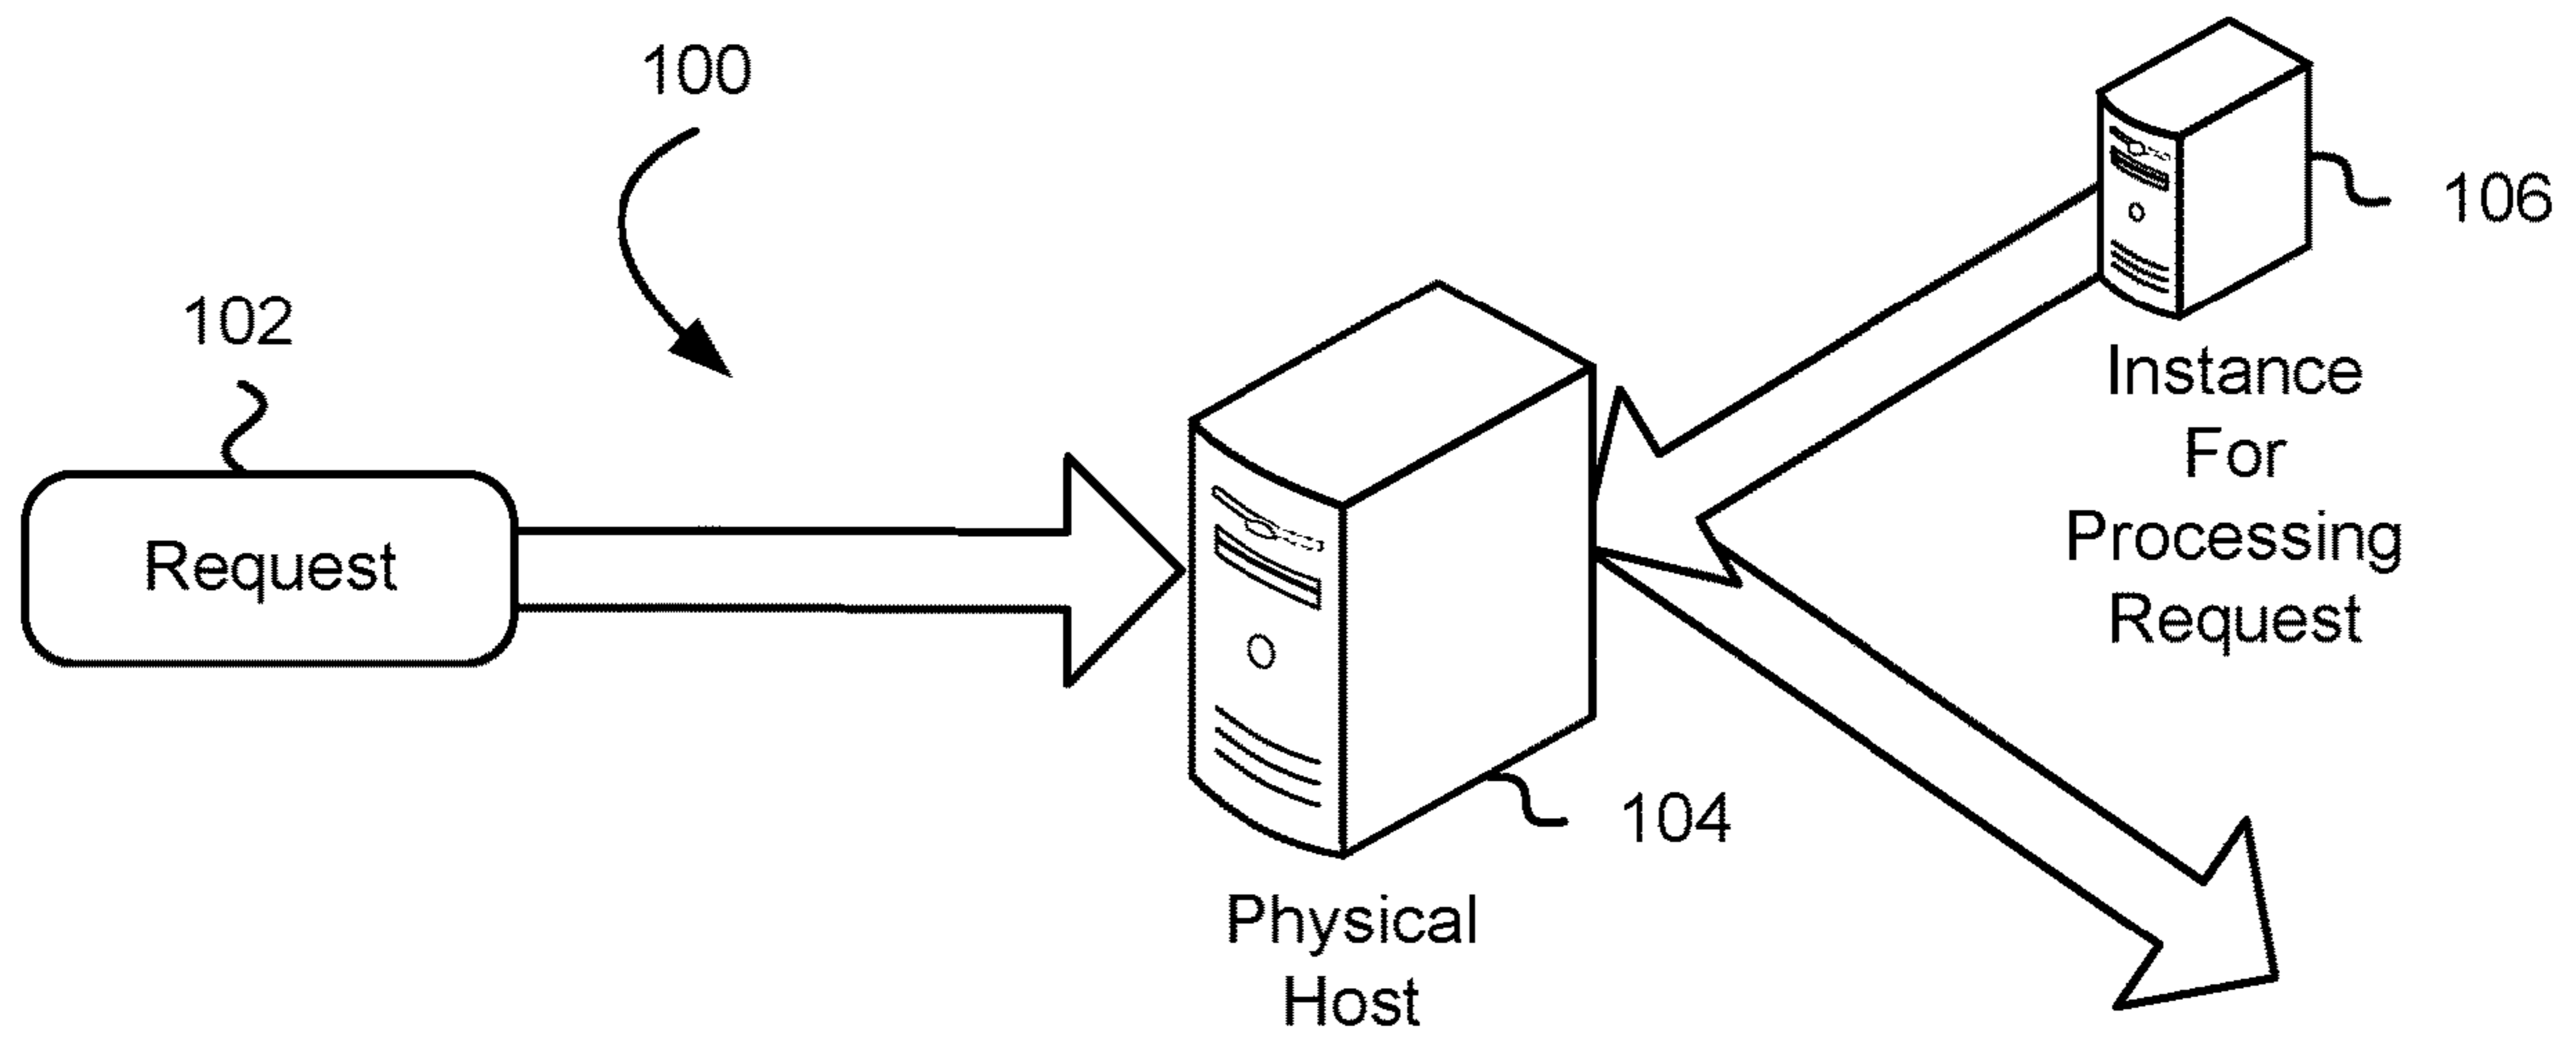 100
106
102
Request
Instance
For
Processing
Request
104
Physical
Host